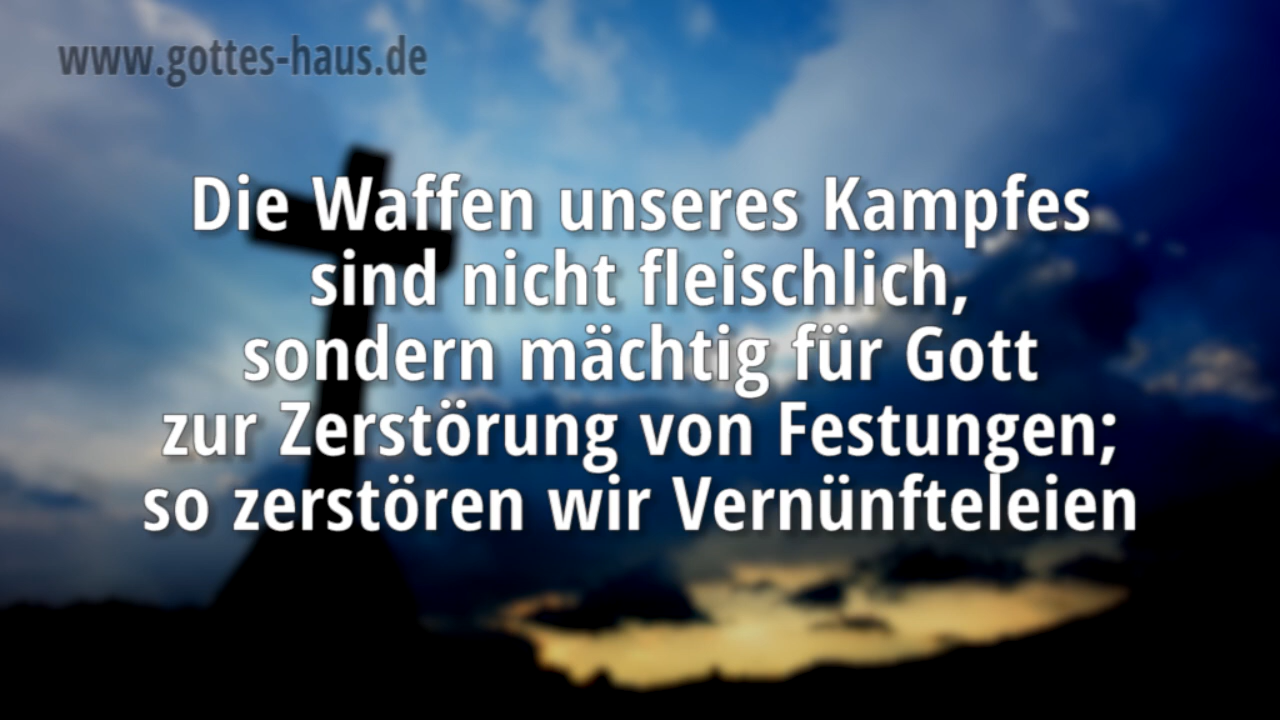 www.gottes-haus.de
Die Waffen unseres Kampfes
sind nicht fleischlich,
sondern mächtig für Gott
zur Zerstörung von Festungen;
so zerstören wir Vernünfteleien